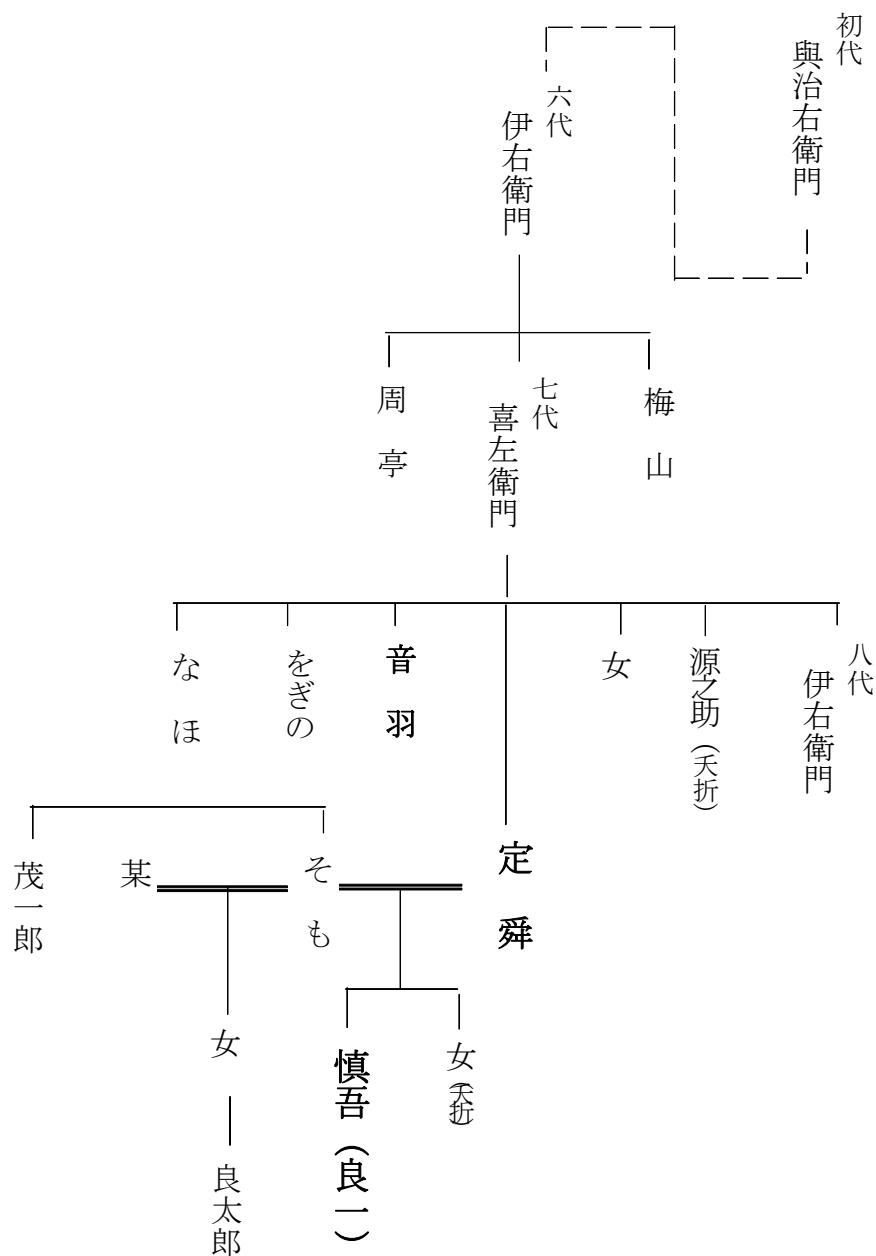 初代
與治右衛門
六代
伊右衛門
梅山
七代
喜左衛門
周亭
八代
伊右衛門
源之助（夭折）
女
定舜
音羽
をぎの
なほ
そも
某
茂一郎
女（夭折）
慎吾（良一）
女
良太郎